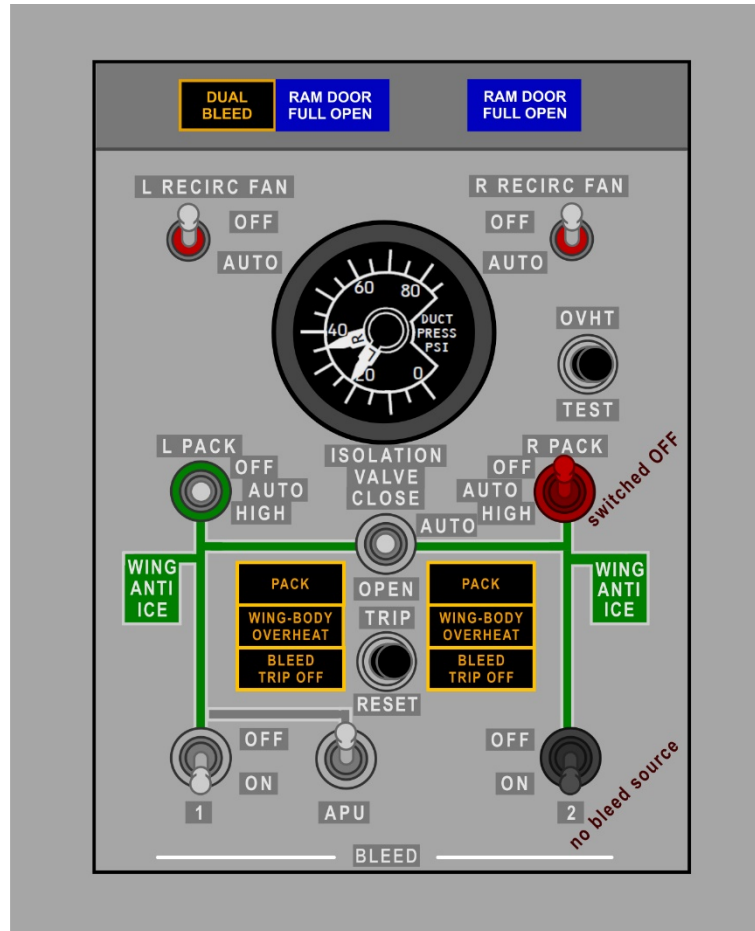 DUAL
BLEED
RAM DOOR
FULL OPEN
RAM DOOR
FULL OPEN
L RECIRC FAN
OFF
AUTO
R RECIRC FAN
OFF
AUTO
80
60
40
20
0
DUCT
PRESS
PSI
R
L
OVHT
TEST
L PACK
OFF
AUTO
HIGH
ISOLATION
VALVE
CLOSE
AUTO
OPEN
R PACK
OFF
AUTO
HIGH
switched OFF
WING
ANTI
ICE
PACK
WING-BODY
OVERHEAT
BLEED
TRIP OFF
TRIP
RESET
PACK
WING-BODY
OVERHEAT
BLEED
TRIP OFF
WING
ANTI
ICE
OFF
ON
1
APU
OFF
ON
2
no bleed source
BLEED